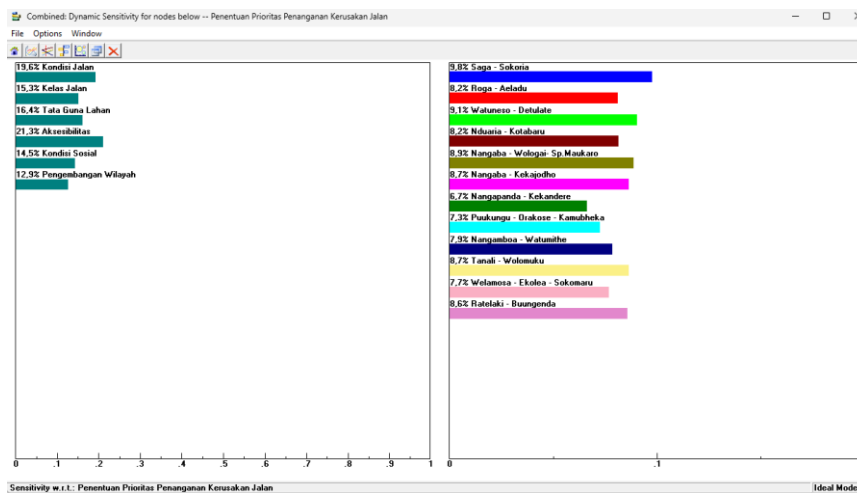 Combined: Dynamic Sensitivity for nodes below -- Penentuan Prioritas Penanganan Kerusakan Jalan
File Options Window
19,6% Kondisi Jalan
15,3% Kelas Jalan
16,4% Tata Guna Lahan
21,3% Aksesibilitas
14,5% Kondisi Sosial
12,9% Pengembangan Wilayah
0 .1 .2 .3 .4 .5 .6 .7 .8 .9 1
9,8% Saga - Sokoria
8,2% Roga - Aeladu
9,1% Watuneso - Detulate
8,2% Nduaria - Kotabaru
8,9% Nangaba - Wologai- Sp.Maukaro
8,7% Nangaba - Kekajodho
6,7% Nangapanda - Kekandere
7,3% Puukungu - Orakose - Kamubheka
7,9% Nangamboa - Watumithe
8,7% Tanali - Wolomuku
7,7% Welamosa - Ekolea - Sokomaru
8,6% Ratelaki - Buungenda
0 .1
Sensitivity w.r.t.: Penentuan Prioritas Penanganan Kerusakan Jalan
Ideal Mode